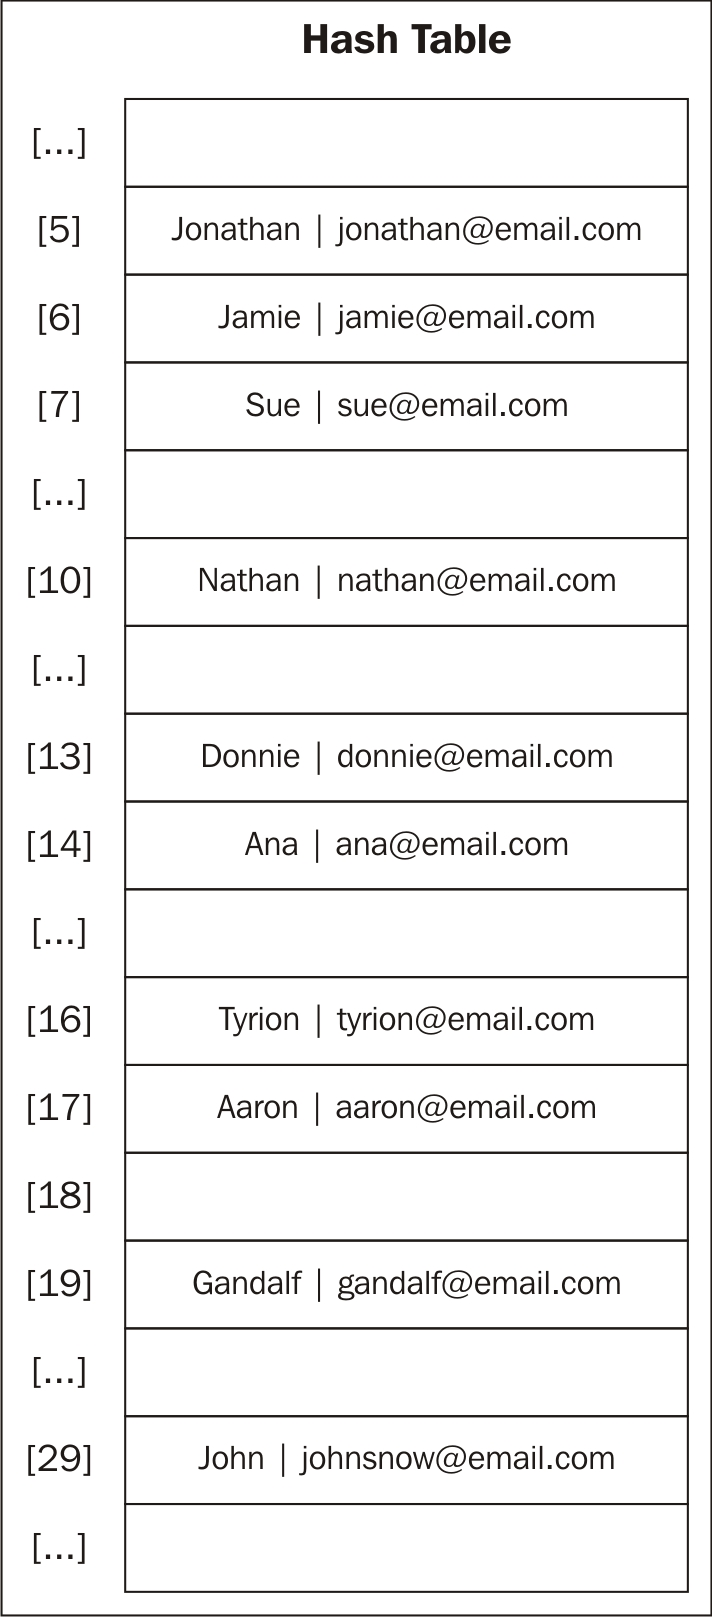 Hash Table
[...]
[5] Jonathan | jonathan@email.com
[6] Jamie | jamie@email.com
[7] Sue | sue@email.com
[...]
[10] Nathan | nathan@email.com
[...]
[13] Donnie | donnie@email.com
[14] Ana | ana@email.com
[...]
[16] Tyrion | tyrion@email.com
[17] Aaron | aaron@email.com
[18]
[19] Gandalf | gandalf@email.com
[...]
[29] John | johnsnow@email.com
[...]